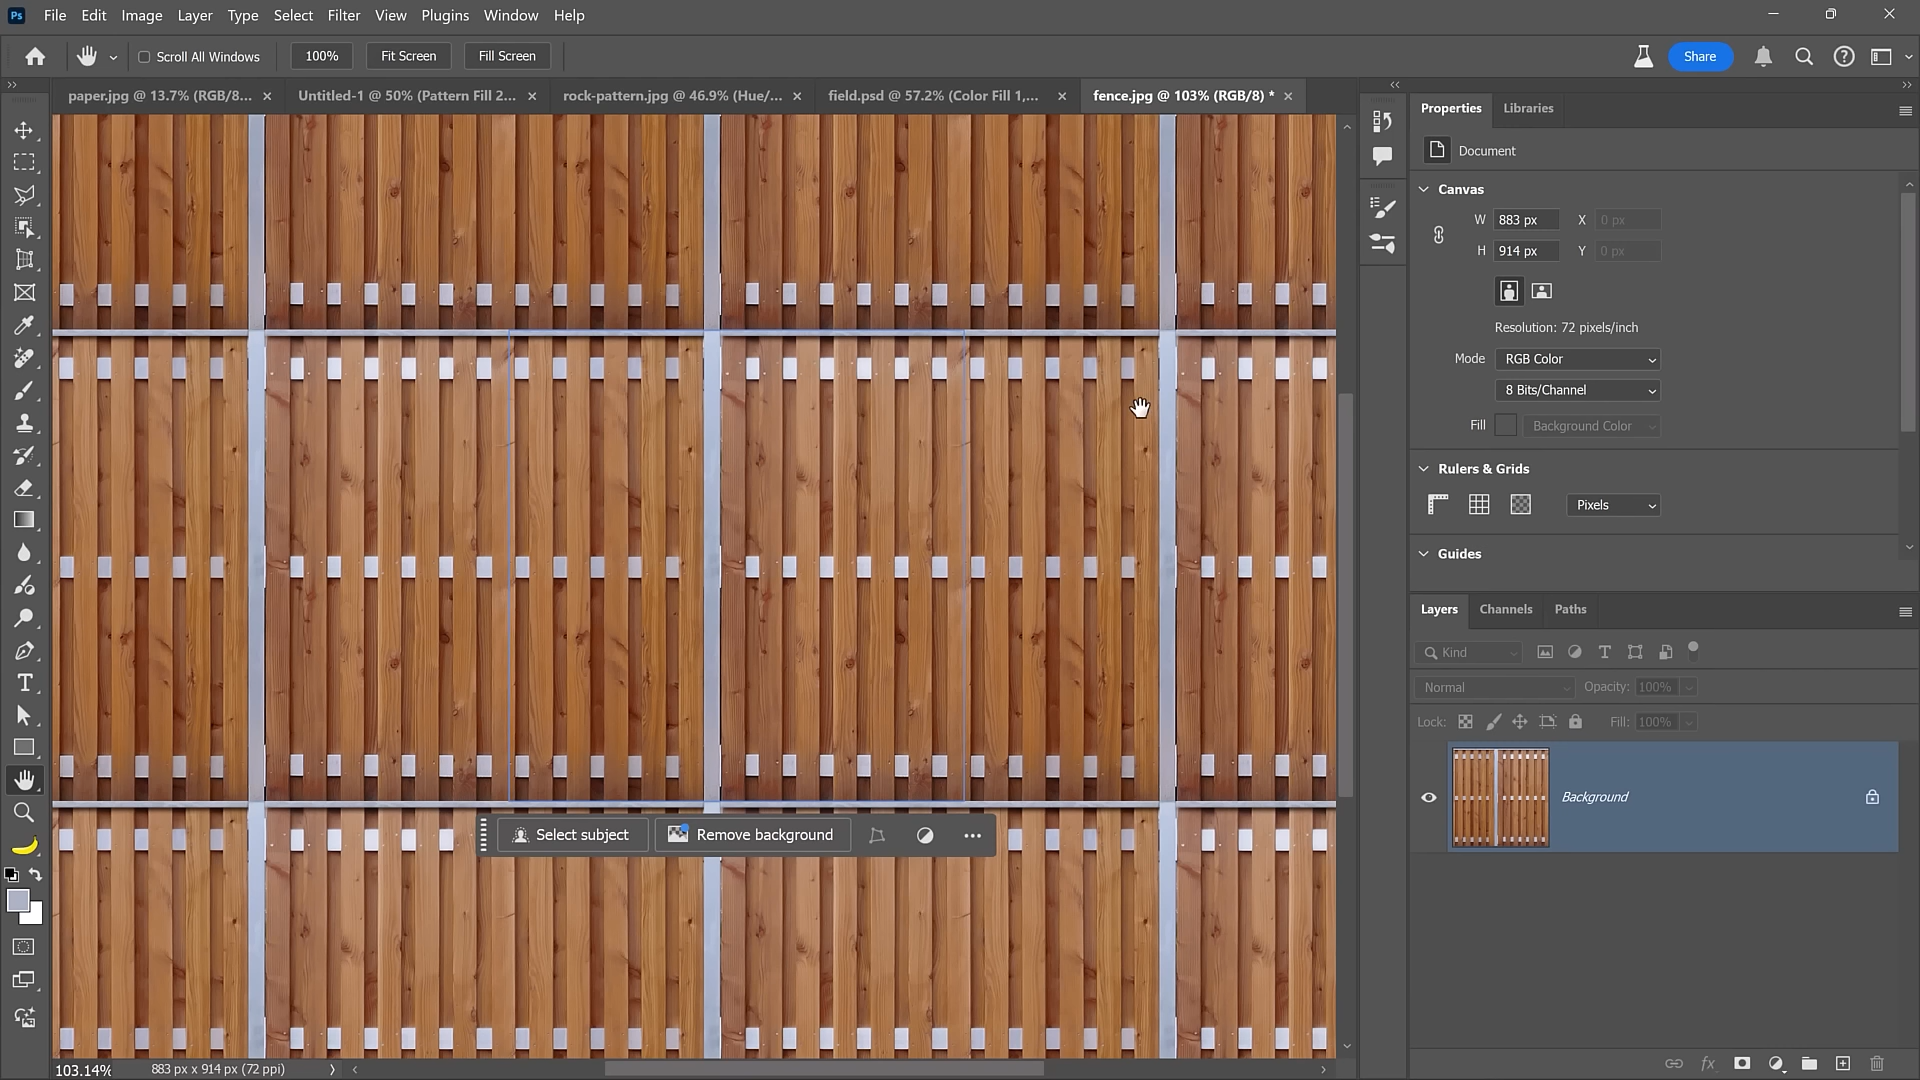 Ps File Edit Image Layer Type Select Filter View Plugins Window Help
Scroll All Windows 100% Fit Screen Fill Screen Share
paper.jpg @ 13.7% (RGB/8... Untitled-1 @ 50% (Pattern Fill 2... rock-pattern.jpg @ 46.9% (Hue/... field.psd @ 57.2% (Color Fill 1,... fence.jpg @ 103% (RGB/8) *
Properties Libraries
Document
Canvas
W 883 px X 0 px
H 914 px Y 0 px
Resolution: 72 pixels/inch
Mode RGB Color
8 Bits/Channel
Fill Background Color
Rulers & Grids
Pixels
Guides
Layers Channels Paths
Kind
Normal Opacity: 100%
Lock: Fill: 100%
Background
Select subject Remove background
103.14% 883 px x 914 px (72 ppi)